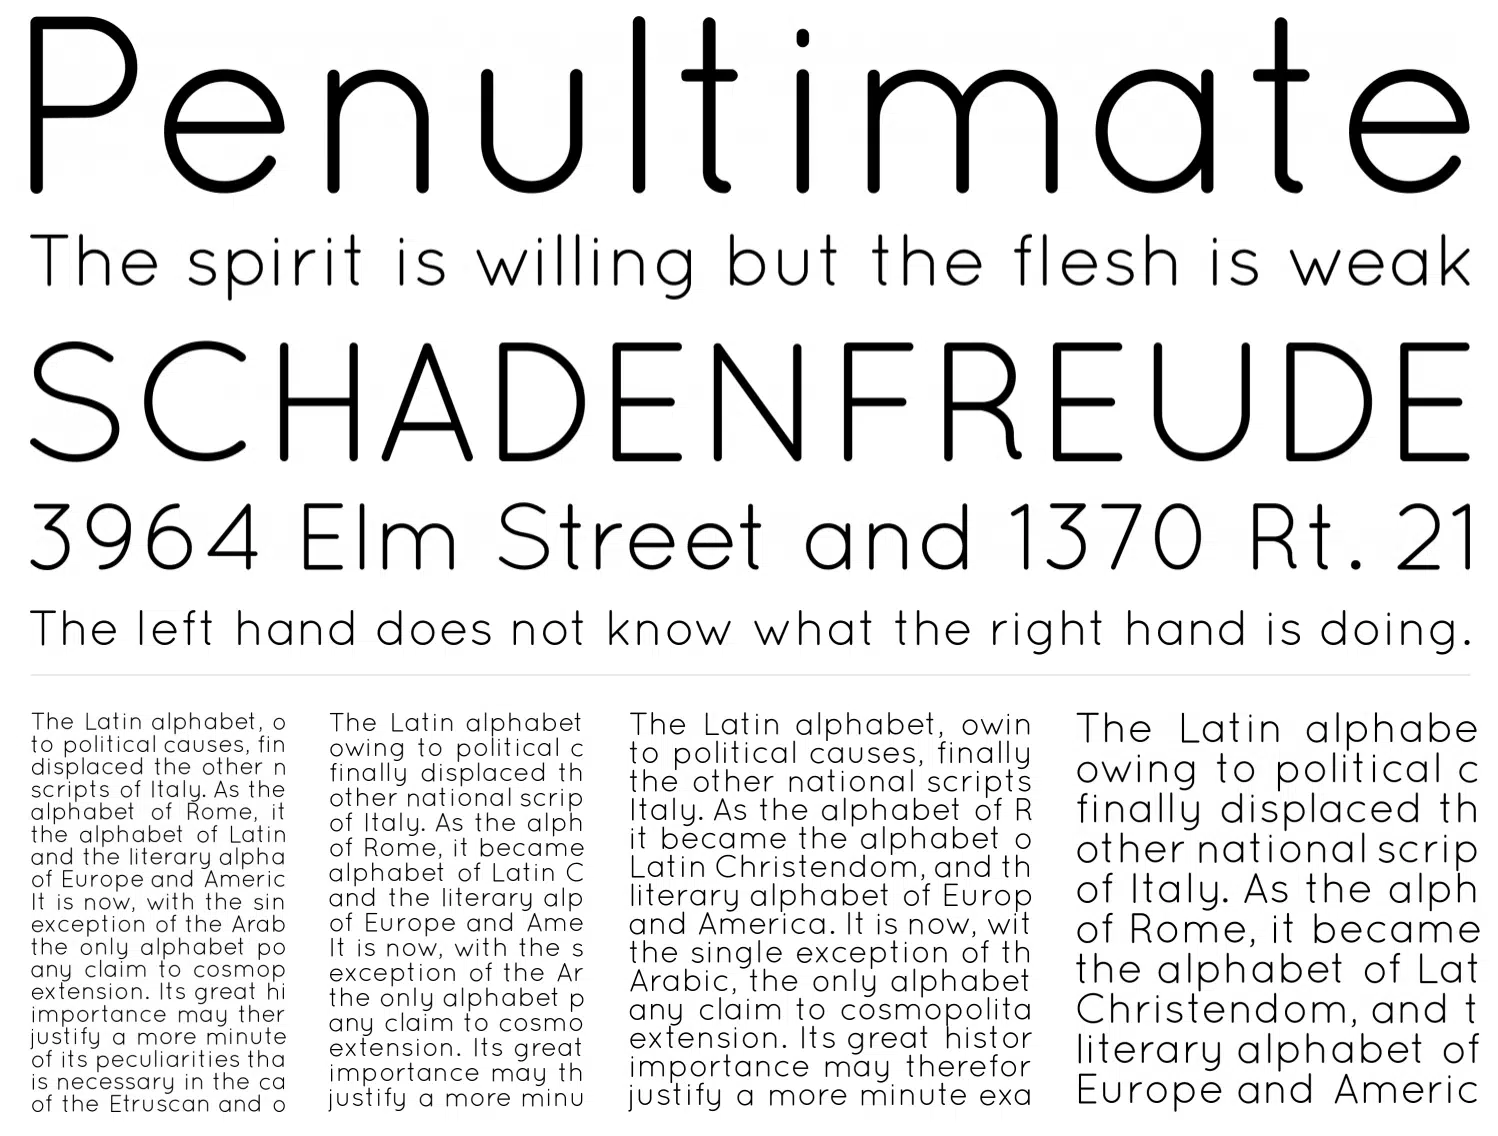 Penultimate
The spirit is willing but the flesh is weak
SCHADENFREUDE
3964 Elm Street and 1370 Rt. 21
The left hand does not know what the right hand is doing.
The Latin alphabet, o
to political causes, fin
displaced the other n
scripts of Italy. As the
alphabet of Rome, it
the alphabet of Latin
and the literary alpha
of Europe and Americ
It is now, with the sin
exception of the Arab
the only alphabet po
any claim to cosmop
extension. Its great hi
importance may ther
justify a more minute
of its peculiarities tha
is necessary in the ca
of the Etruscan and o
The Latin alphabet
owing to political c
finally displaced th
other national scrip
of Italy. As the alph
of Rome, it became
alphabet of Latin C
and the literary alp
of Europe and Ame
It is now, with the s
exception of the Ar
the only alphabet p
any claim to cosmo
extension. Its great
importance may th
justify a more minu
The Latin alphabet, owin
to political causes, finally
the other national scripts
Italy. As the alphabet of R
it became the alphabet o
Latin Christendom, and th
literary alphabet of Europ
and America. It is now, wit
the single exception of th
Arabic, the only alphabet
any claim to cosmopolita
extension. Its great histor
importance may therefor
justify a more minute exa
The Latin alphabe
owing to political c
finally displaced th
other national scrip
of Italy. As the alph
of Rome, it became
the alphabet of Lat
Christendom, and t
literary alphabet of
Europe and Americ